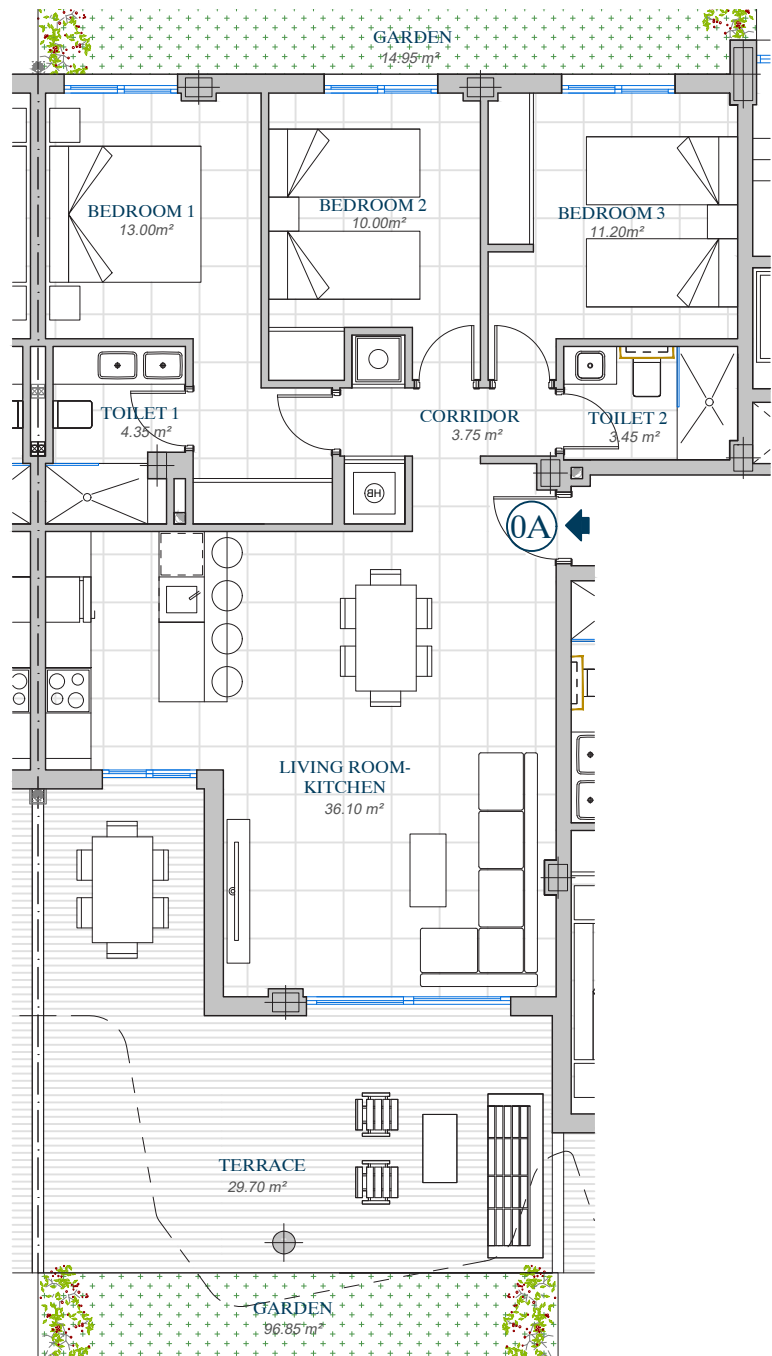 GARDEN
14.95 m²
BEDROOM 1
13.00m²
BEDROOM 2
10.00m²
BEDROOM 3
11.20m²
TOILET 1
4.35 m²
CORRIDOR
3.75 m²
TOILET 2
3.45 m²
HB
0A
LIVING ROOM-
KITCHEN
36.10 m²
TERRACE
29.70 m²
GARDEN
96.85 m²